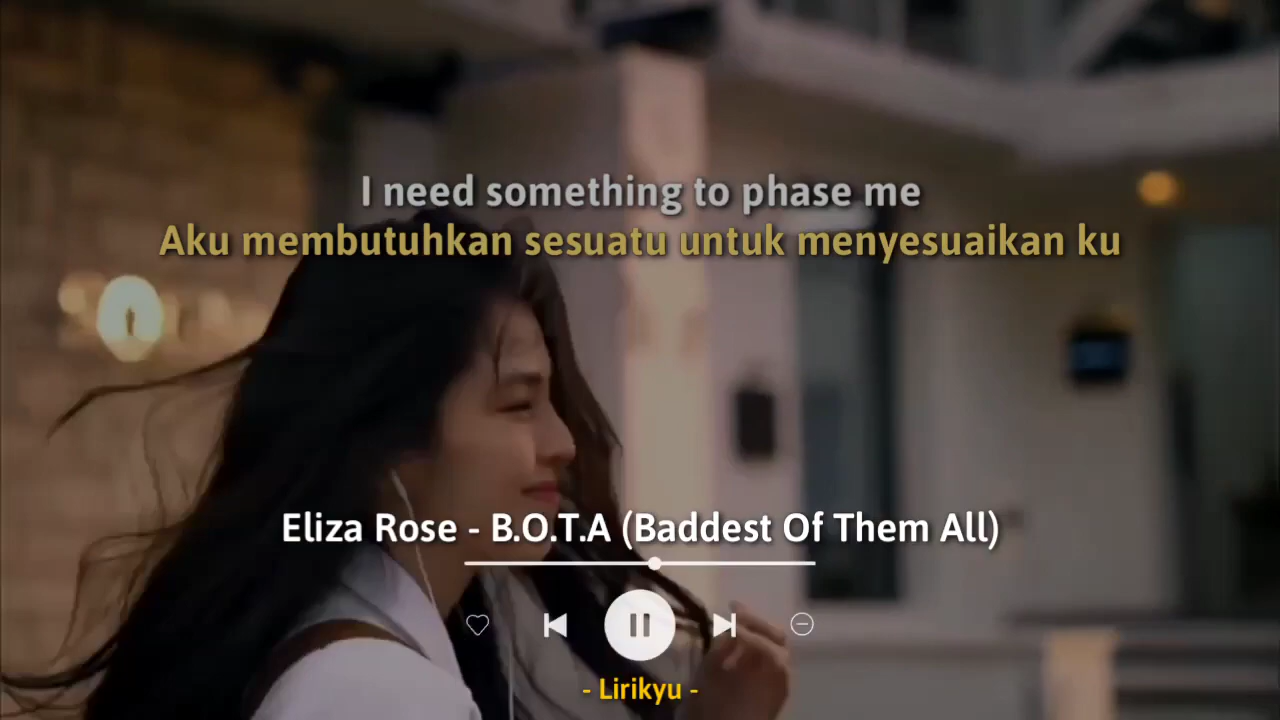 I need something to phase me
Aku membutuhkan sesuatu untuk menyesuaikan ku
Eliza Rose - B.O.T.A (Baddest Of Them All)
- Lirikyu -